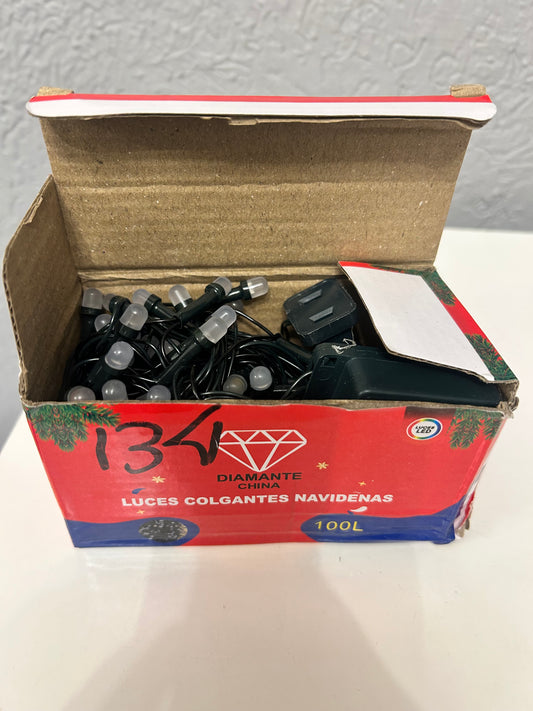 134
DIAMANTE
CHINA
LUCES COLGANTES NAVIDEÑAS
100L
LUCES
LED